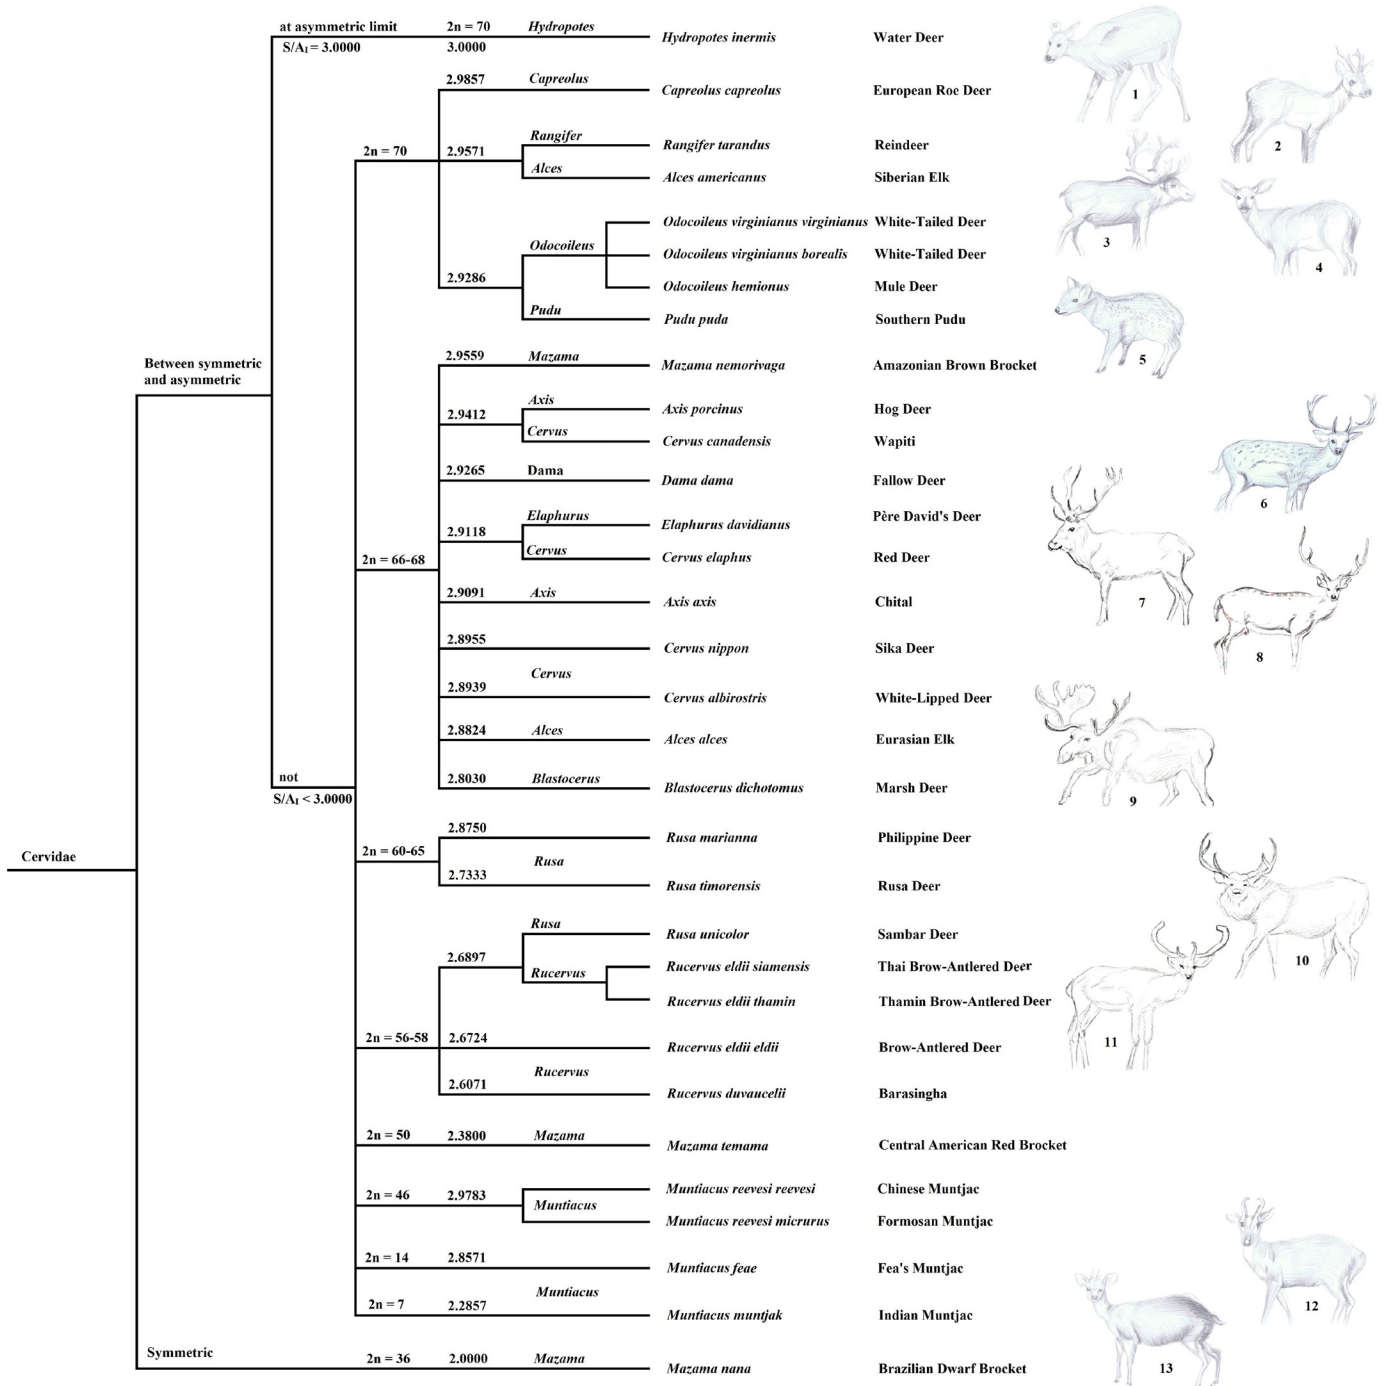 at asymmetric limit 2n = 70 Hydropotes
S/AI = 3.0000 3.0000
Hydropotes inermis Water Deer
1
2.9857 Capreolus
Capreolus capreolus European Roe Deer
2
2n = 70
2.9571
Rangifer
Rangifer tarandus Reindeer
Alces
Alces americanus Siberian Elk
3
4
2.9286
Odocoileus
Odocoileus virginianus virginianus White-Tailed Deer
Odocoileus virginianus borealis White-Tailed Deer
Odocoileus hemionus Mule Deer
Pudu
Pudu puda Southern Pudu
5
Between symmetric
and asymmetric
2.9559 Mazama
Mazama nemorivaga Amazonian Brown Brocket
2.9412
Axis
Axis porcinus Hog Deer
Cervus
Cervus canadensis Wapiti
6
2.9265 Dama
Dama dama Fallow Deer
2.9118
Elaphurus
Elaphurus davidianus Père David's Deer
Cervus
Cervus elaphus Red Deer
2n = 66-68
7
2.9091 Axis
Axis axis Chital
8
2.8955
Cervus nippon Sika Deer
Cervus
2.8939
Cervus albirostris White-Lipped Deer
2.8824 Alces
Alces alces Eurasian Elk
9
not
S/AI < 3.0000
2.8030 Blastocerus
Blastocerus dichotomus Marsh Deer
2n = 60-65
2.8750
Rusa marianna Philippine Deer
Rusa
2.7333
Rusa timorensis Rusa Deer
10
Cervidae
2.6897
Rusa
Rusa unicolor Sambar Deer
Rucervus
Rucervus eldii siamensis Thai Brow-Antlered Deer
Rucervus eldii thamin Thamin Brow-Antlered Deer
11
2n = 56-58 2.6724
Rucervus eldii eldii Brow-Antlered Deer
Rucervus
2.6071
Rucervus duvaucelii Barasingha
2n = 50 2.3800 Mazama
Mazama temama Central American Red Brocket
2n = 46 2.9783
Muntiacus
Muntiacus reevesi reevesi Chinese Muntjac
Muntiacus reevesi micrurus Formosan Muntjac
2n = 14 2.8571
Muntiacus feae Fea's Muntjac
Muntiacus
2n = 7 2.2857
Muntiacus muntjak Indian Muntjac
12
Symmetric
2n = 36 2.0000 Mazama
Mazama nana Brazilian Dwarf Brocket
13